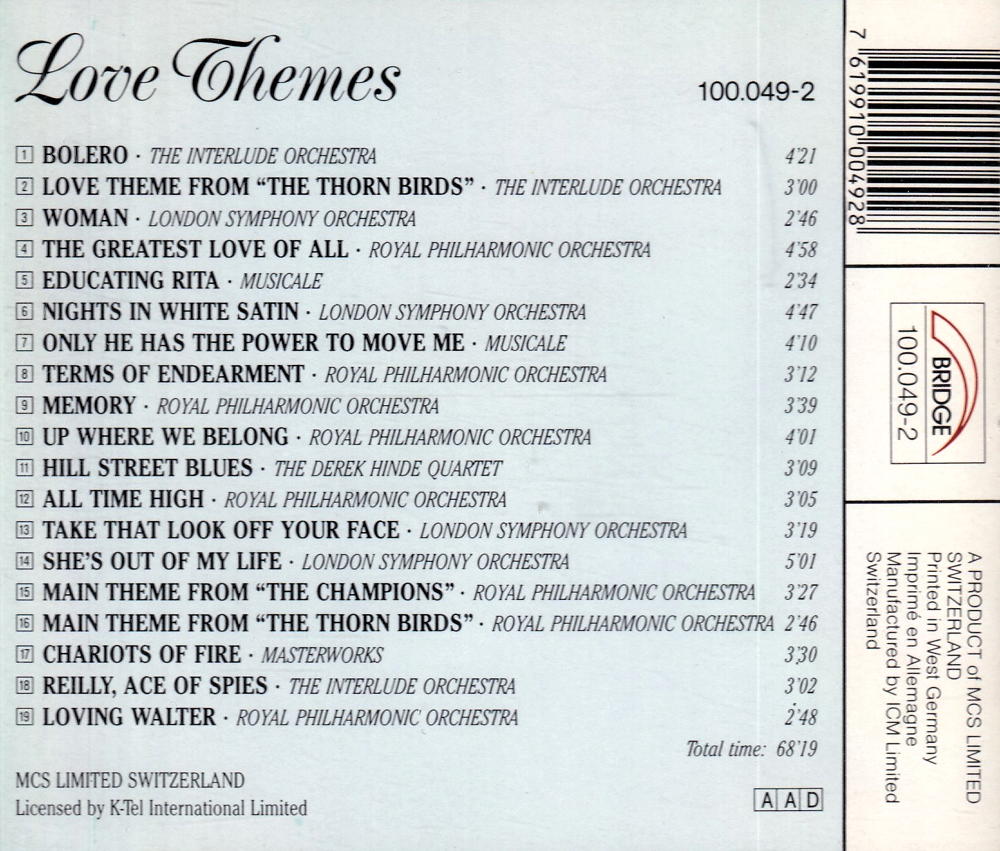 Love Themes
100.049-2
1 BOLERO · THE INTERLUDE ORCHESTRA 4'21
2 LOVE THEME FROM “THE THORN BIRDS” · THE INTERLUDE ORCHESTRA 3'00
3 WOMAN · LONDON SYMPHONY ORCHESTRA 2'46
4 THE GREATEST LOVE OF ALL · ROYAL PHILHARMONIC ORCHESTRA 4'58
5 EDUCATING RITA · MUSICALE 2'34
6 NIGHTS IN WHITE SATIN · LONDON SYMPHONY ORCHESTRA 4'47
7 ONLY HE HAS THE POWER TO MOVE ME · MUSICALE 4'10
8 TERMS OF ENDEARMENT · ROYAL PHILHARMONIC ORCHESTRA 3'12
9 MEMORY · ROYAL PHILHARMONIC ORCHESTRA 3'39
10 UP WHERE WE BELONG · ROYAL PHILHARMONIC ORCHESTRA 4'01
11 HILL STREET BLUES · THE DEREK HINDE QUARTET 3'09
12 ALL TIME HIGH · ROYAL PHILHARMONIC ORCHESTRA 3'05
13 TAKE THAT LOOK OFF YOUR FACE · LONDON SYMPHONY ORCHESTRA 3'19
14 SHE'S OUT OF MY LIFE · LONDON SYMPHONY ORCHESTRA 5'01
15 MAIN THEME FROM “THE CHAMPIONS” · ROYAL PHILHARMONIC ORCHESTRA 3'27
16 MAIN THEME FROM “THE THORN BIRDS” · ROYAL PHILHARMONIC ORCHESTRA 2'46
17 CHARIOTS OF FIRE · MASTERWORKS 3'30
18 REILLY, ACE OF SPIES · THE INTERLUDE ORCHESTRA 3'02
19 LOVING WALTER · ROYAL PHILHARMONIC ORCHESTRA 2'48
Total time: 68'19
MCS LIMITED SWITZERLAND
Licensed by K-Tel International Limited
A A D
7 619910 004928
BRIDGE
100.049-2
A PRODUCT of MCS LIMITED
SWITZERLAND
Printed in West Germany
Imprimé en Allemagne
Manufactured by ICM Limited
Switzerland